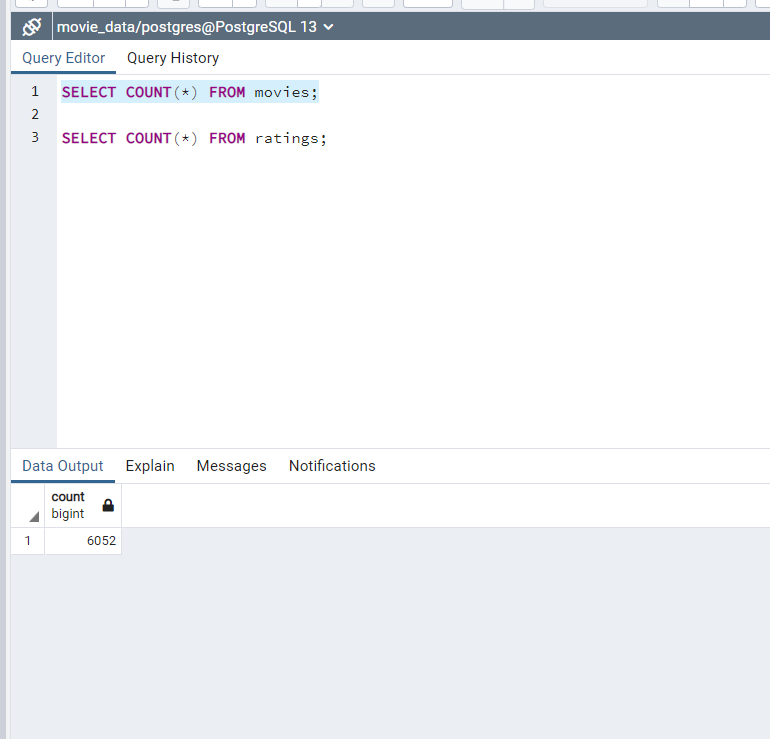 movie_data/postgres@PostgreSQL 13
Query Editor Query History
1 SELECT COUNT(*) FROM movies;
2
3 SELECT COUNT(*) FROM ratings;
Data Output Explain Messages Notifications
count
bigint
1 6052